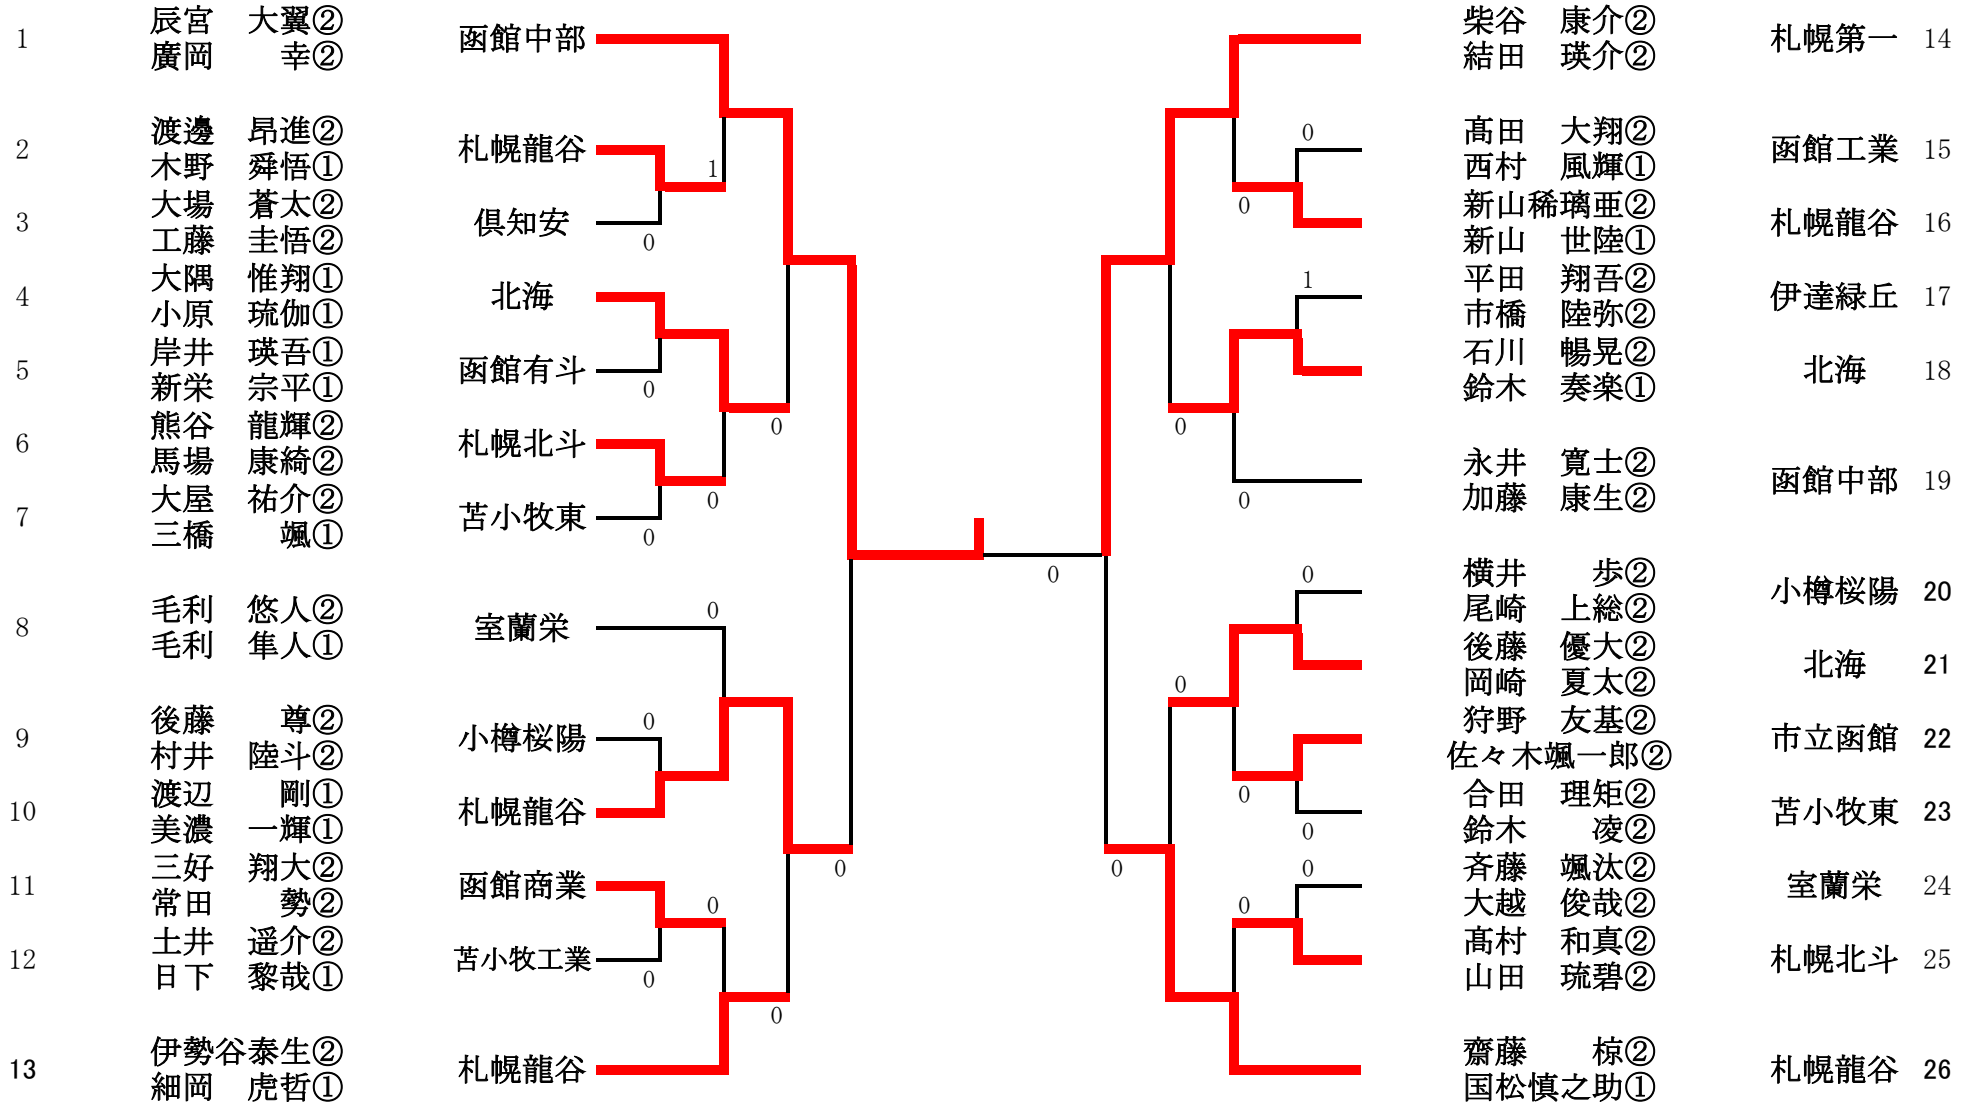 辰宮　大翼②
1 函館中部
廣岡　　幸②
渡邊　昂進②
2 札幌龍谷
木野　舜悟①
1
大場　蒼太②
3 倶知安
工藤　圭悟②
0
大隅　惟翔①
4 北海
小原　琉伽①
岸井　瑛吾①
5 函館有斗
新栄　宗平①
0
熊谷　龍輝②
0
6 札幌北斗
馬場　康綺②
大屋　祐介②
0
7 苫小牧東
三橋　　颯①
0
毛利　悠人②
0
8 室蘭栄
毛利　隼人①
後藤　　尊②
0
9 小樽桜陽
村井　陸斗②
渡辺　　剛①
10 札幌龍谷
美濃　一輝①
三好　翔大②
0
11 函館商業
常田　　勢②
0
土井　遥介②
12 苫小牧工業
日下　黎哉①
0
0
伊勢谷泰生②
13 札幌龍谷
細岡　虎哲①
柴谷　康介②
札幌第一 14
結田　瑛介②
0
髙田　大翔②
函館工業 15
西村　風輝①
新山稀璃亜②
0
札幌龍谷 16
新山　世陸①
1
平田　翔吾②
伊達緑丘 17
市橋　陸弥②
石川　暢晃②
北海 18
鈴木　奏楽①
0
永井　寛士②
函館中部 19
加藤　康生②
0
0
0
横井　　歩②
小樽桜陽 20
尾崎　上総②
後藤　優大②
北海 21
岡崎　夏太②
0
狩野　友基②
市立函館 22
佐々木颯一郎②
0
合田　理矩②
苫小牧東 23
鈴木　　凌②
0
0
0
斉藤　颯汰②
室蘭栄 24
大越　俊哉②
0
髙村　和真②
札幌北斗 25
山田　琉碧②
齋藤　　椋②
札幌龍谷 26
国松慎之助①